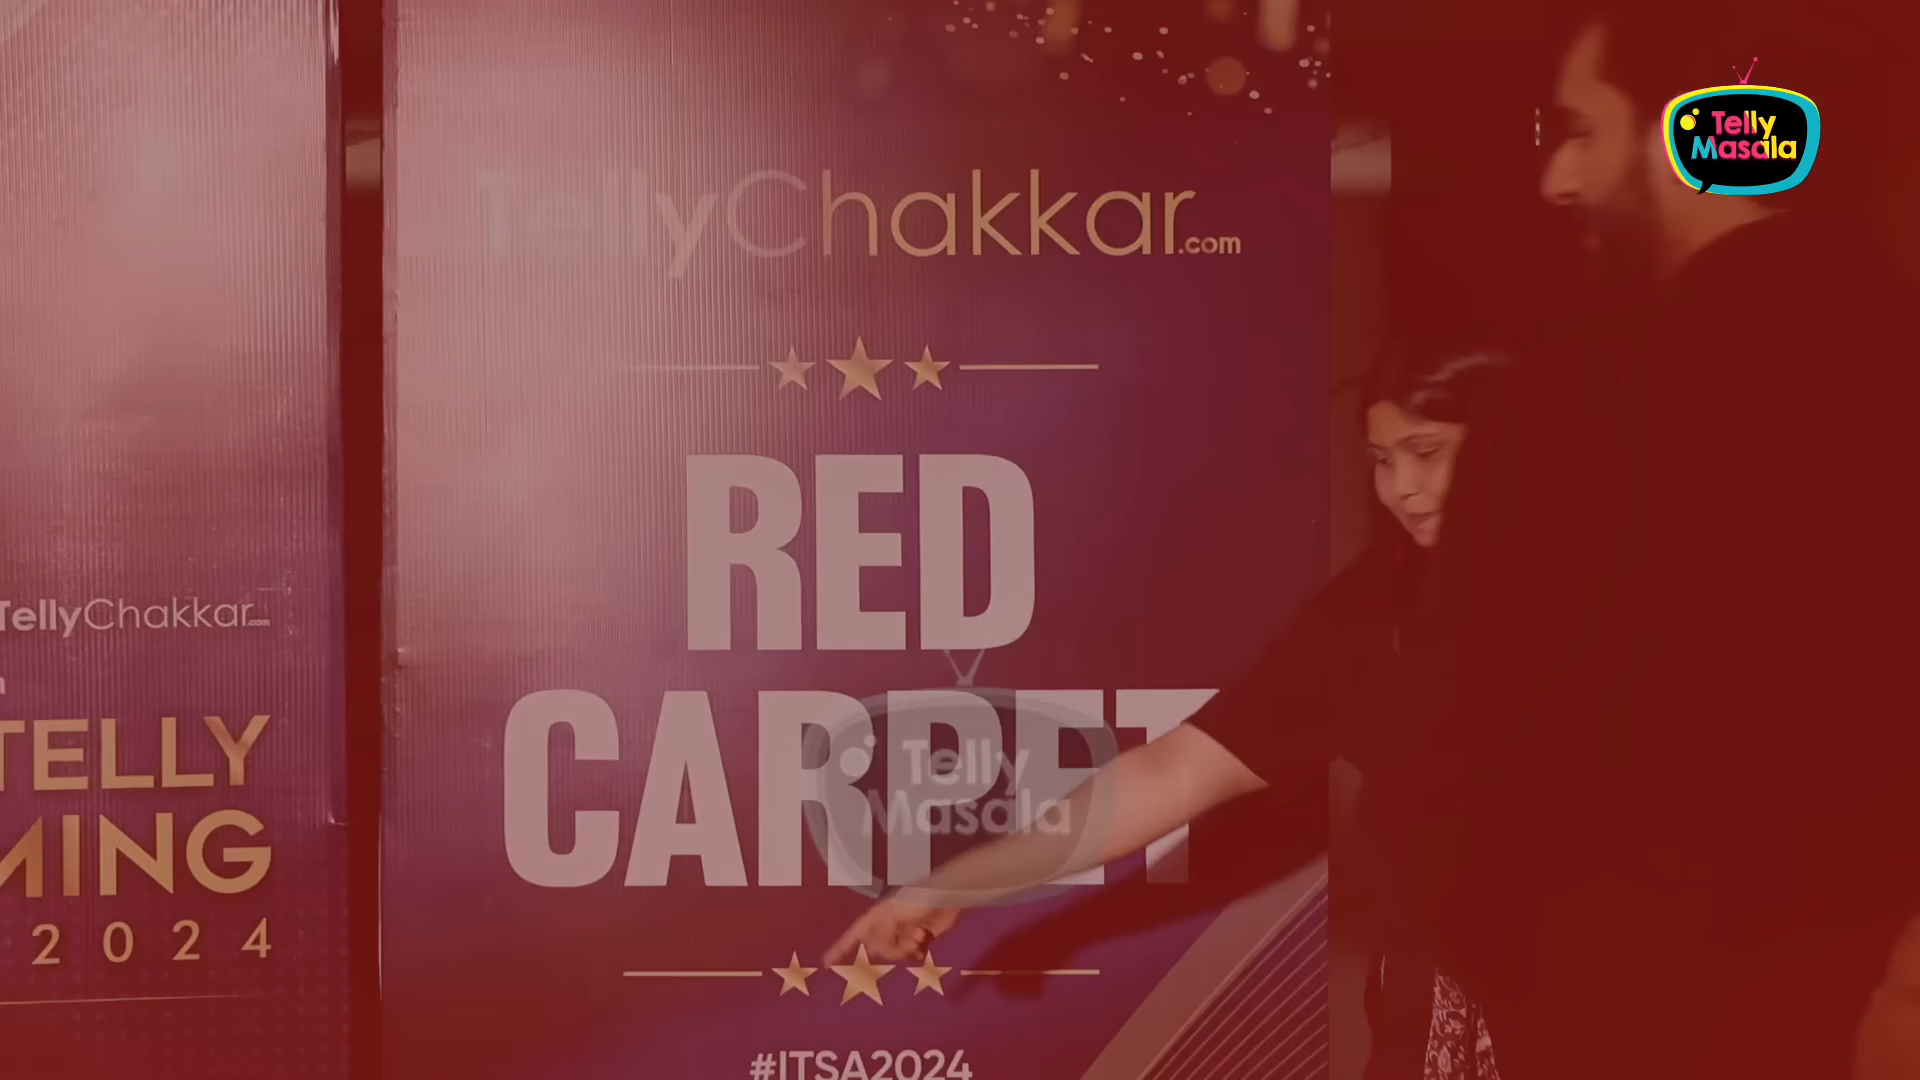 TellyChakkar.com
RED
CARPET
#ITSA2024
TellyChakkar.com
TELLY
MING
2024
Telly
Masala
Telly
Masala